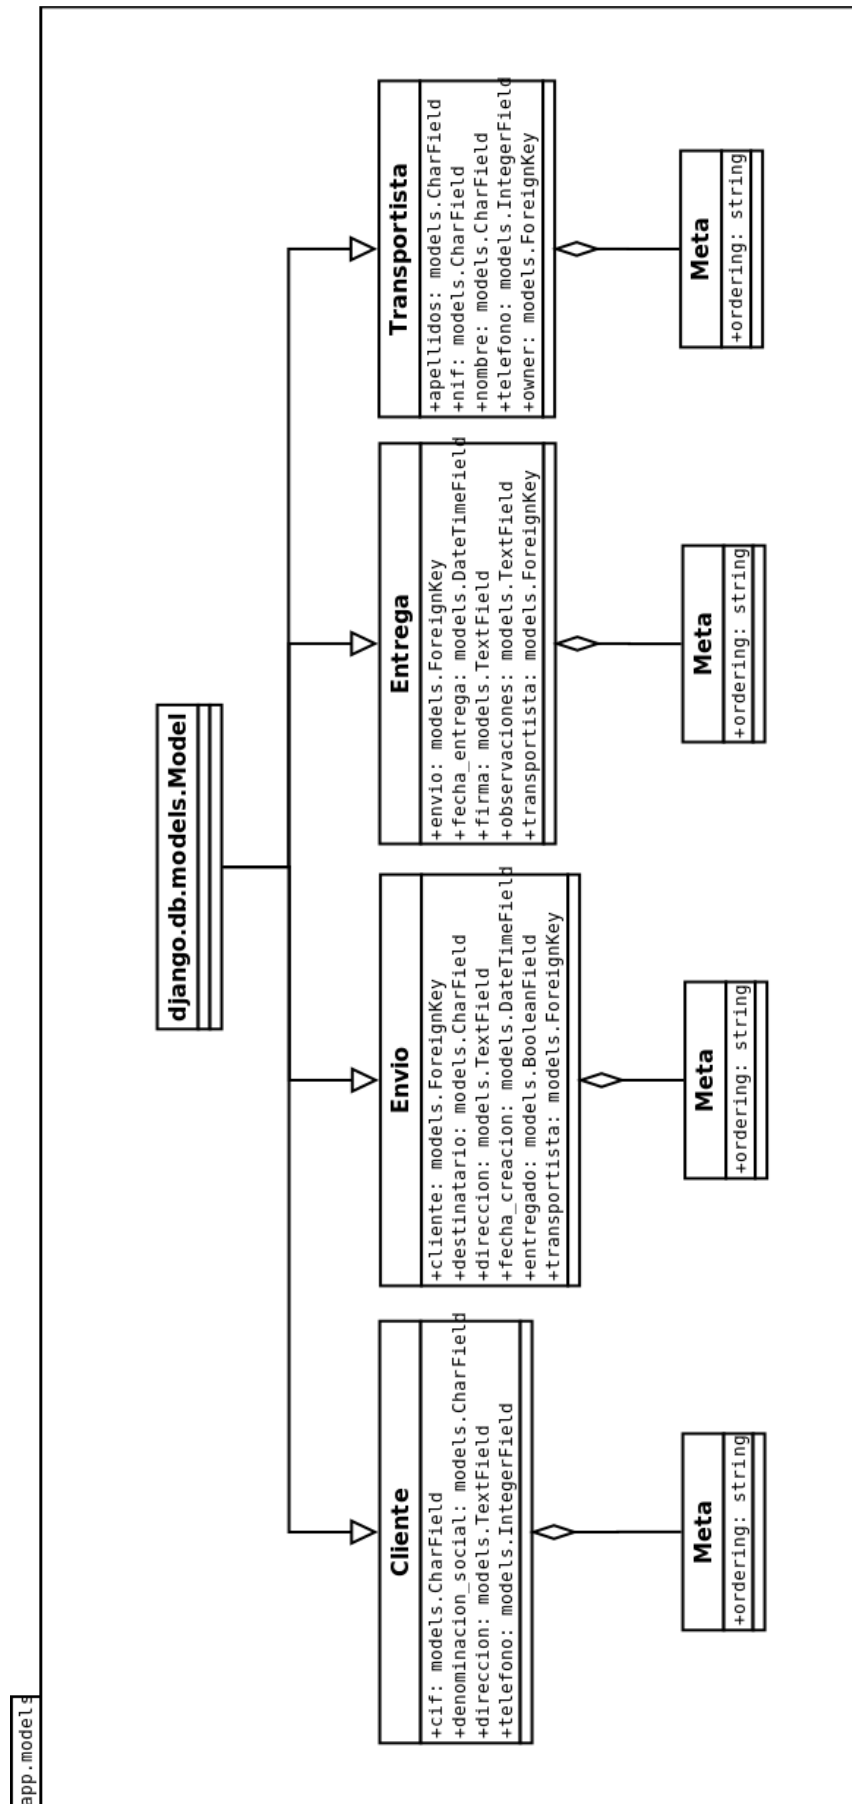 app.models
django.db.models.Model
Cliente
+cif: models.CharField
+denominacion_social: models.CharField
+direccion: models.TextField
+telefono: models.IntegerField
Envio
+cliente: models.ForeignKey
+destinatario: models.CharField
+direccion: models.TextField
+fecha_creacion: models.DateTimeField
+entregado: models.BooleanField
+transportista: models.ForeignKey
Entrega
+envio: models.ForeignKey
+fecha_entrega: models.DateTimeField
+firma: models.TextField
+observaciones: models.TextField
+transportista: models.ForeignKey
Transportista
+apellidos: models.CharField
+nif: models.CharField
+nombre: models.CharField
+telefono: models.IntegerField
+owner: models.ForeignKey
Meta
+ordering: string
Meta
+ordering: string
Meta
+ordering: string
Meta
+ordering: string